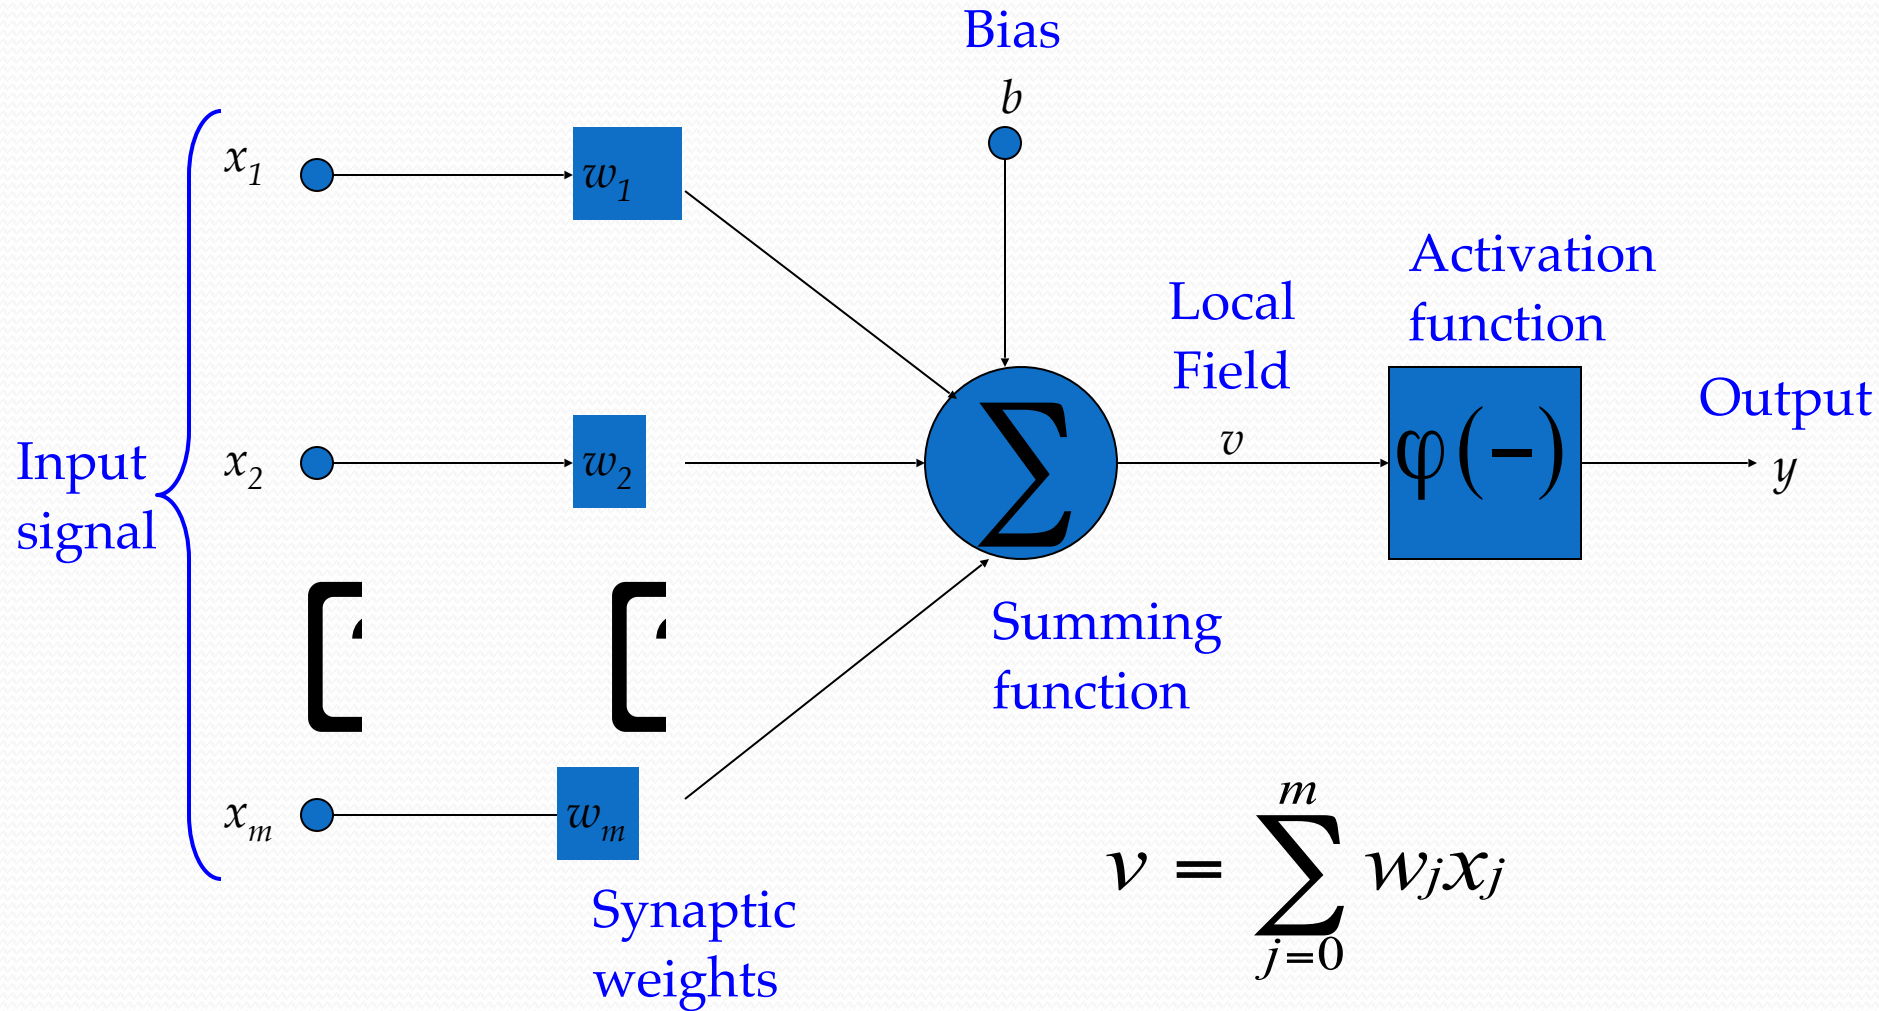 Bias
b
x1
w1
Activation
function
Local
Field
Output
Input
signal
x2
w2
∑
v
φ(−)
y
Summing
function
xm
wm
v = ∑ m j=0 wjxj
Synaptic
weights